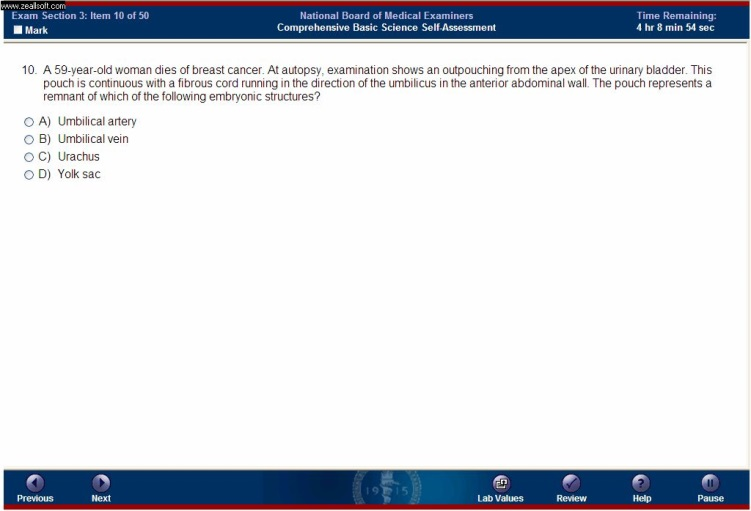 www.zeallsoft.com
Exam Section 3: Item 10 of 50
National Board of Medical Examiners
Time Remaining:
Mark
Comprehensive Basic Science Self-Assessment
4 hr 8 min 54 sec
10. A 59-year-old woman dies of breast cancer. At autopsy, examination shows an outpouching from the apex of the urinary bladder. This
pouch is continuous with a fibrous cord running in the direction of the umbilicus in the anterior abdominal wall. The pouch represents a
remnant of which of the following embryonic structures?
A) Umbilical artery
B) Umbilical vein
C) Urachus
D) Yolk sac
19 15
Previous
Next
Lab Values
Review
Help
Pause